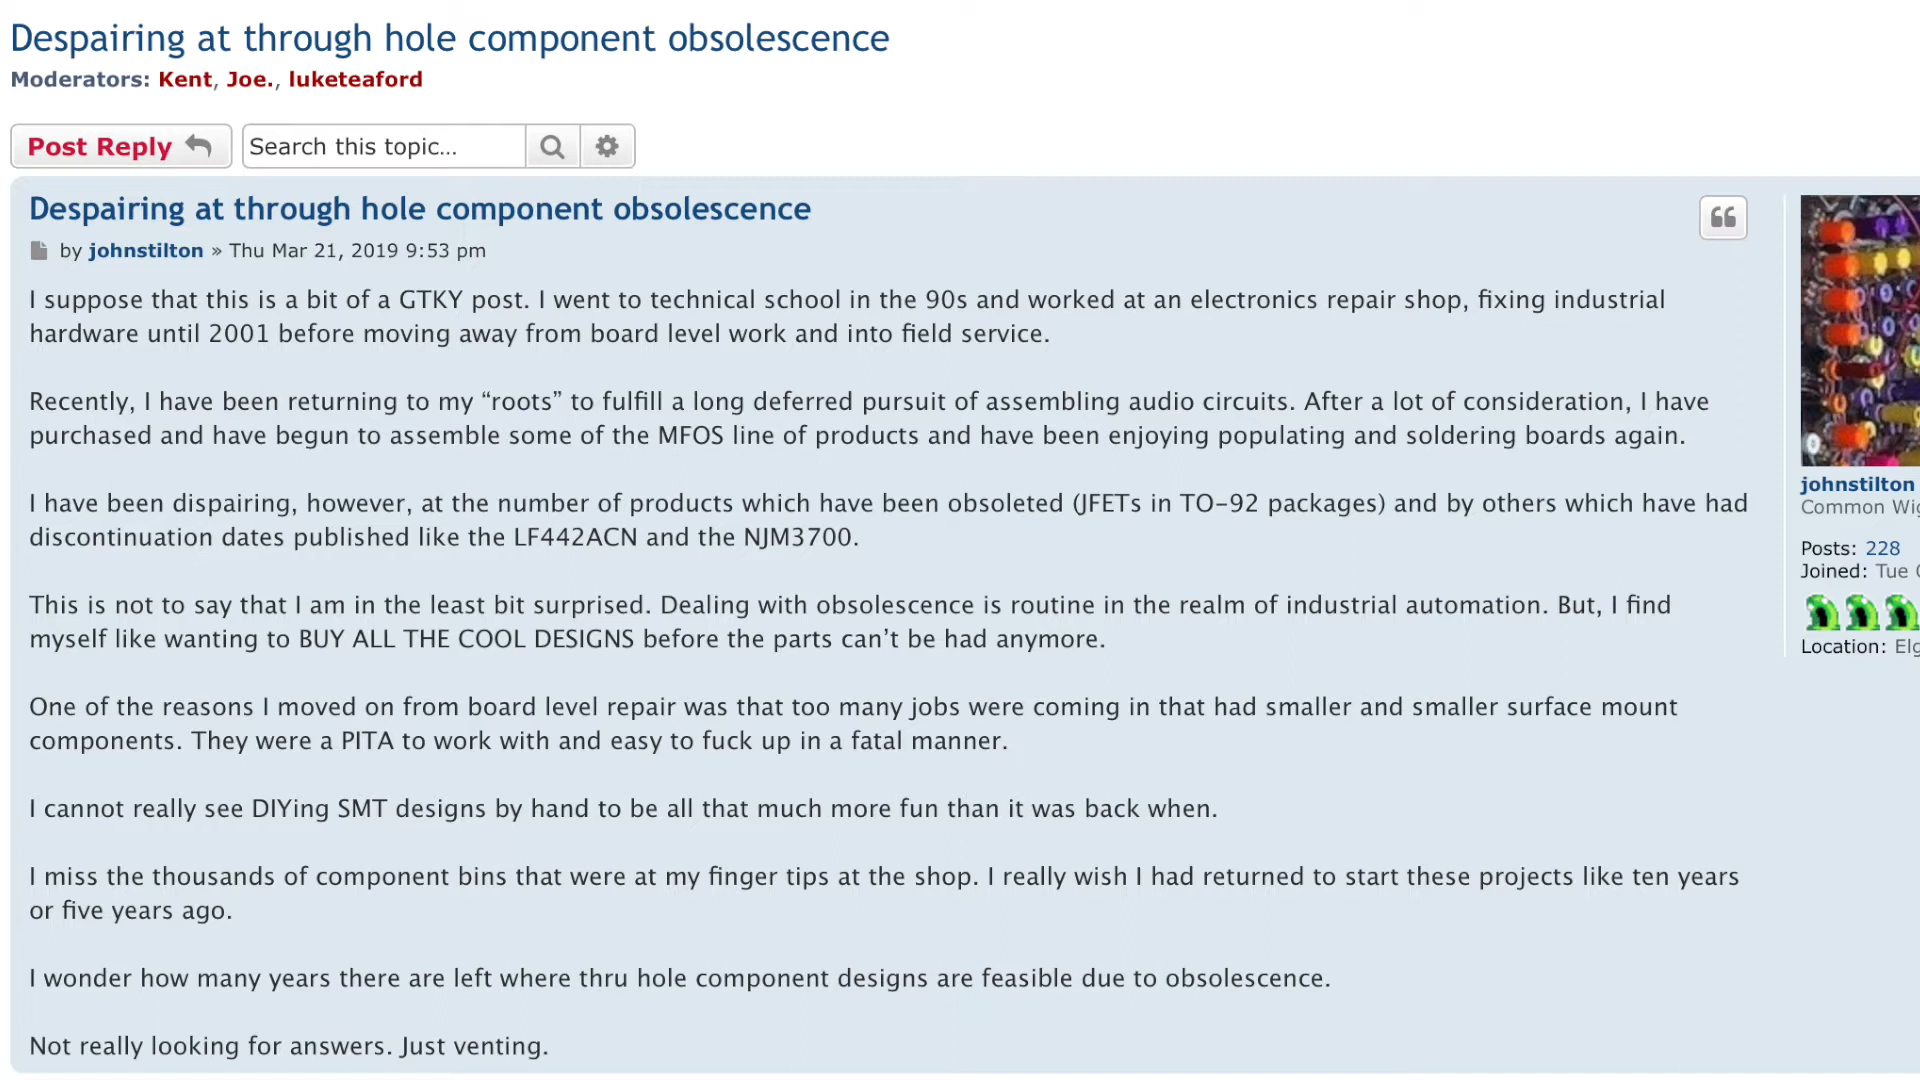 Despairing at through hole component obsolescence
Moderators: Kent, Joe., luketeaford
Post Reply
Search this topic…
Despairing at through hole component obsolescence
by johnstilton » Thu Mar 21, 2019 9:53 pm
I suppose that this is a bit of a GTKY post. I went to technical school in the 90s and worked at an electronics repair shop, fixing industrial
hardware until 2001 before moving away from board level work and into field service.
Recently, I have been returning to my “roots” to fulfill a long deferred pursuit of assembling audio circuits. After a lot of consideration, I have
purchased and have begun to assemble some of the MFOS line of products and have been enjoying populating and soldering boards again.
I have been dispairing, however, at the number of products which have been obsoleted (JFETs in TO-92 packages) and by others which have had
discontinuation dates published like the LF442ACN and the NJM3700.
This is not to say that I am in the least bit surprised. Dealing with obsolescence is routine in the realm of industrial automation. But, I find
myself like wanting to BUY ALL THE COOL DESIGNS before the parts can’t be had anymore.
One of the reasons I moved on from board level repair was that too many jobs were coming in that had smaller and smaller surface mount
components. They were a PITA to work with and easy to fuck up in a fatal manner.
I cannot really see DIYing SMT designs by hand to be all that much more fun than it was back when.
I miss the thousands of component bins that were at my finger tips at the shop. I really wish I had returned to start these projects like ten years
or five years ago.
I wonder how many years there are left where thru hole component designs are feasible due to obsolescence.
Not really looking for answers. Just venting.
johnstilton
Common
Posts: 228
Joined: Tue
Location: